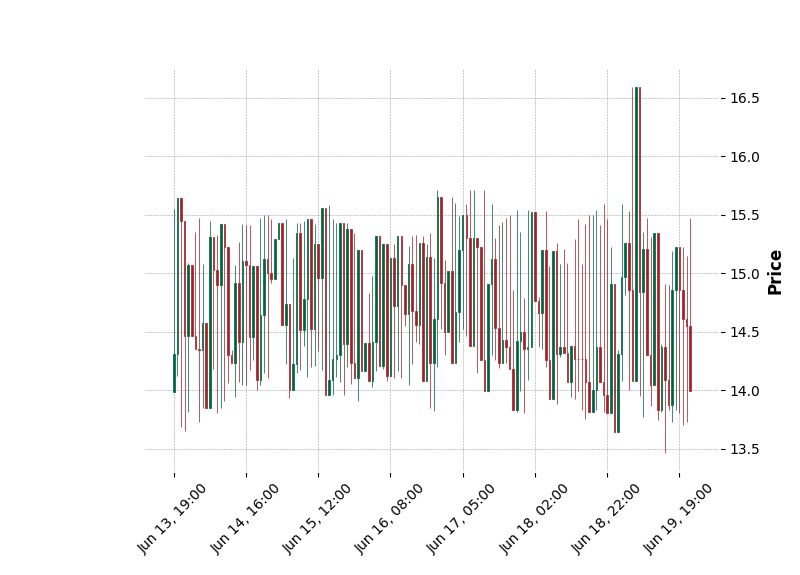 16.5
16.0
15.5
15.0
14.5
14.0
13.5
Price
Jun 13, 19:00
Jun 14, 16:00
Jun 15, 12:00
Jun 16, 08:00
Jun 17, 05:00
Jun 18, 02:00
Jun 18, 22:00
Jun 19, 19:00